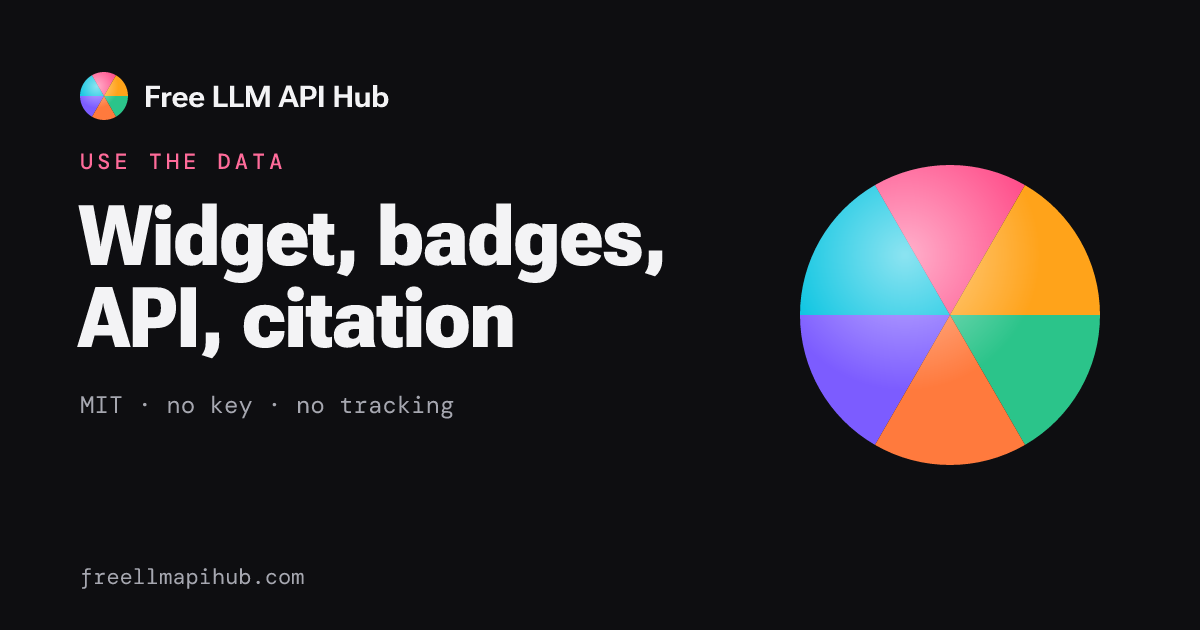 Free LLM API Hub
USE THE DATA
Widget, badges,
API, citation
MIT · no key · no tracking
freellmapihub.com